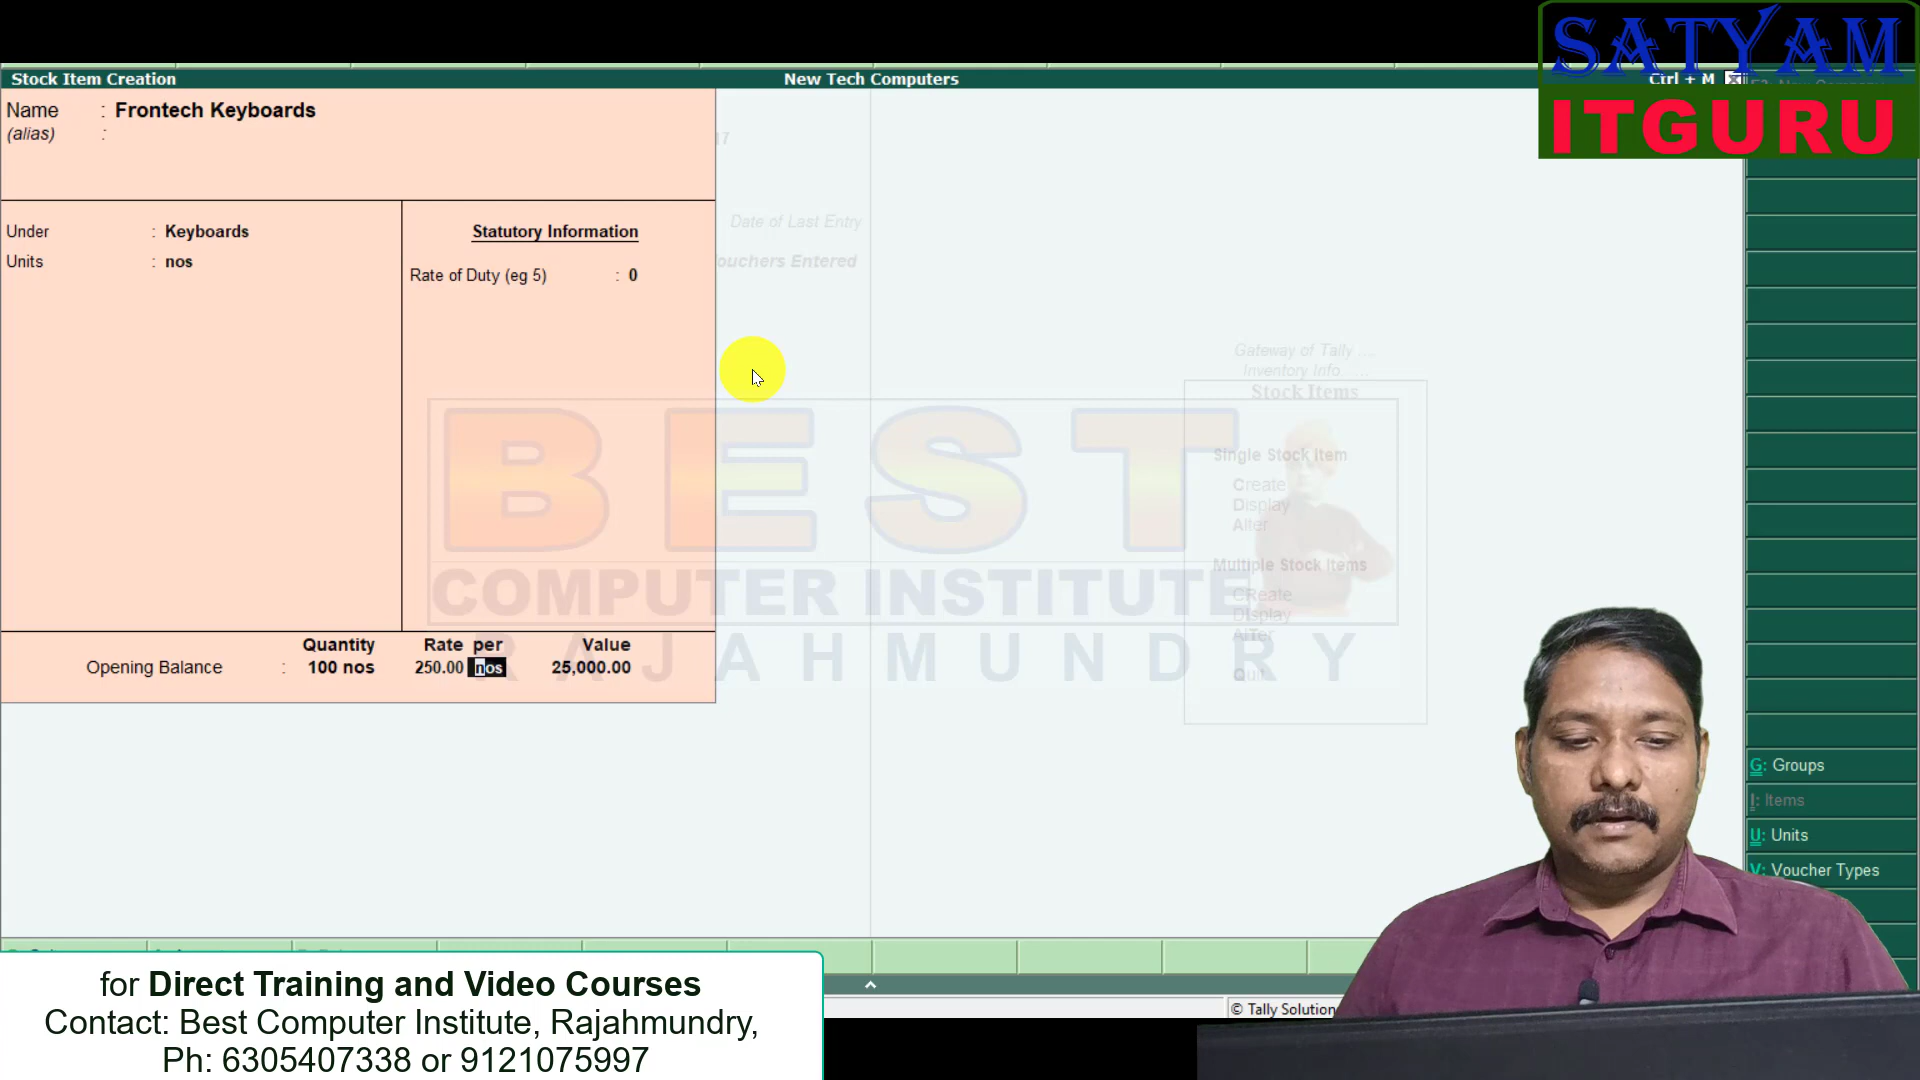 SATYAM
ITGURU
Stock Item Creation
New Tech Computers
Ctrl + M
Name : Frontech Keyboards
(alias) :
Under : Keyboards
Units : nos
Statutory Information
Rate of Duty (eg 5) : 0
Date of Last Entry
Vouchers Entered
Gateway of Tally ....
Inventory Info. ....
Stock Items
Single Stock Item
Create
Display
Alter
Multiple Stock Items
CReate
DIsplay
AlTer
Quit
BEST
COMPUTER INSTITUTE
RAJAHMUNDRY
Quantity Rate per Value
Opening Balance : 100 nos 250.00 nos 25,000.00
G: Groups
I: Items
U: Units
V: Voucher Types
© Tally Solution
for Direct Training and Video Courses
Contact: Best Computer Institute, Rajahmundry,
Ph: 6305407338 or 9121075997